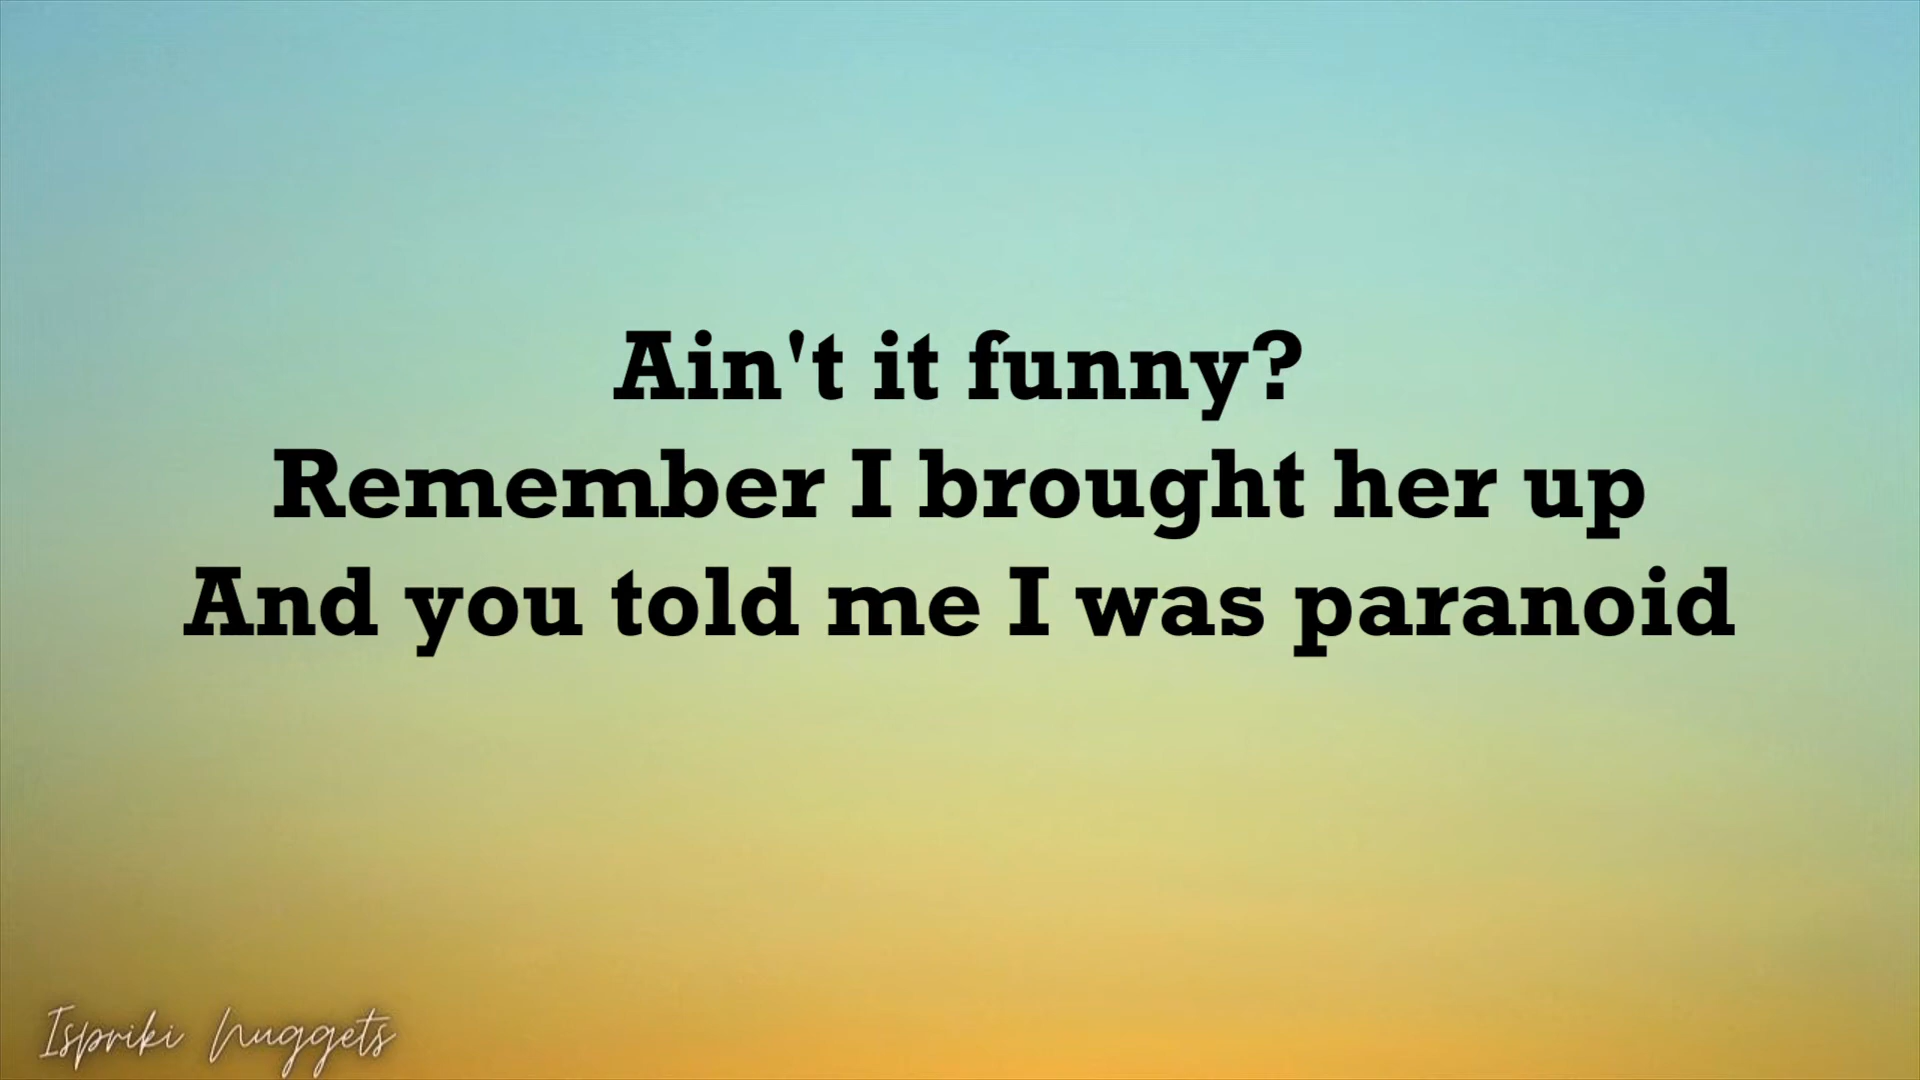 Ain't it funny?
Remember I brought her up
And you told me I was paranoid
Ispriki Nuggets